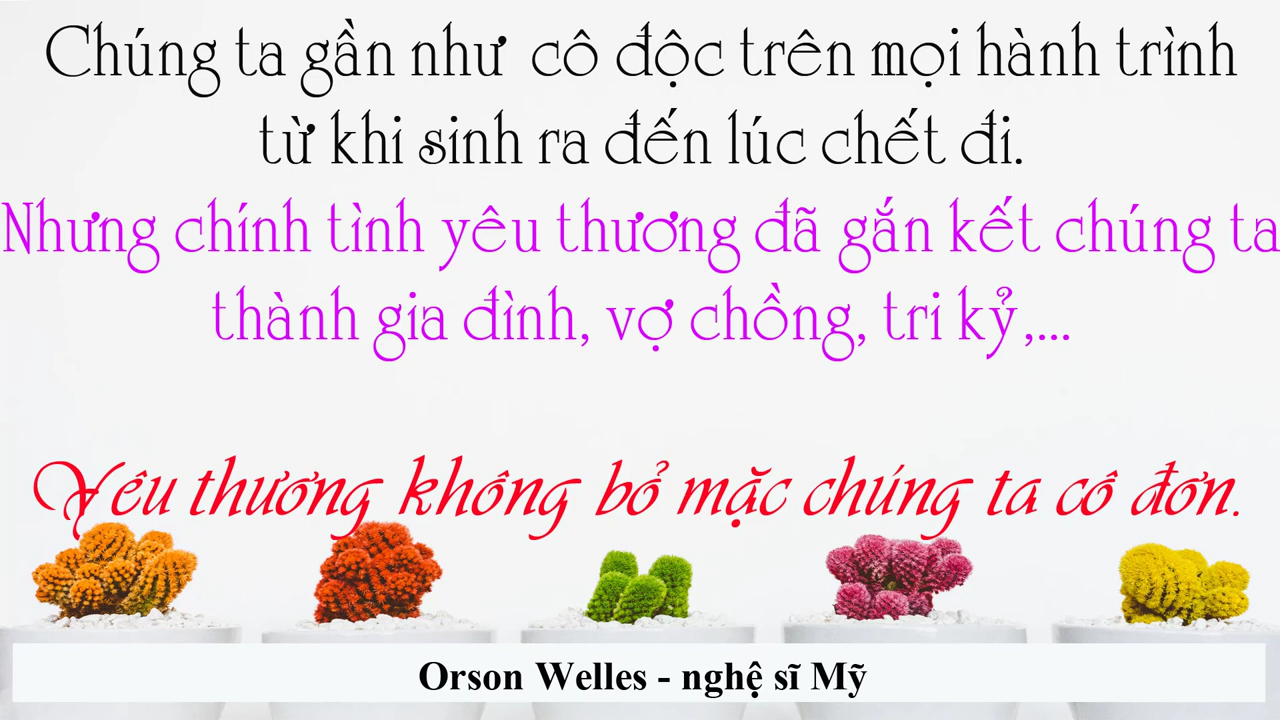 Chúng ta gần như cô độc trên mọi hành trình
từ khi sinh ra đến lúc chết đi.
Nhưng chính tình yêu thương đã gắn kết chúng ta
thành gia đình, vợ chồng, tri kỷ,...
Yêu thương không bỏ mặc chúng ta cô đơn.
Orson Welles - nghệ sĩ Mỹ